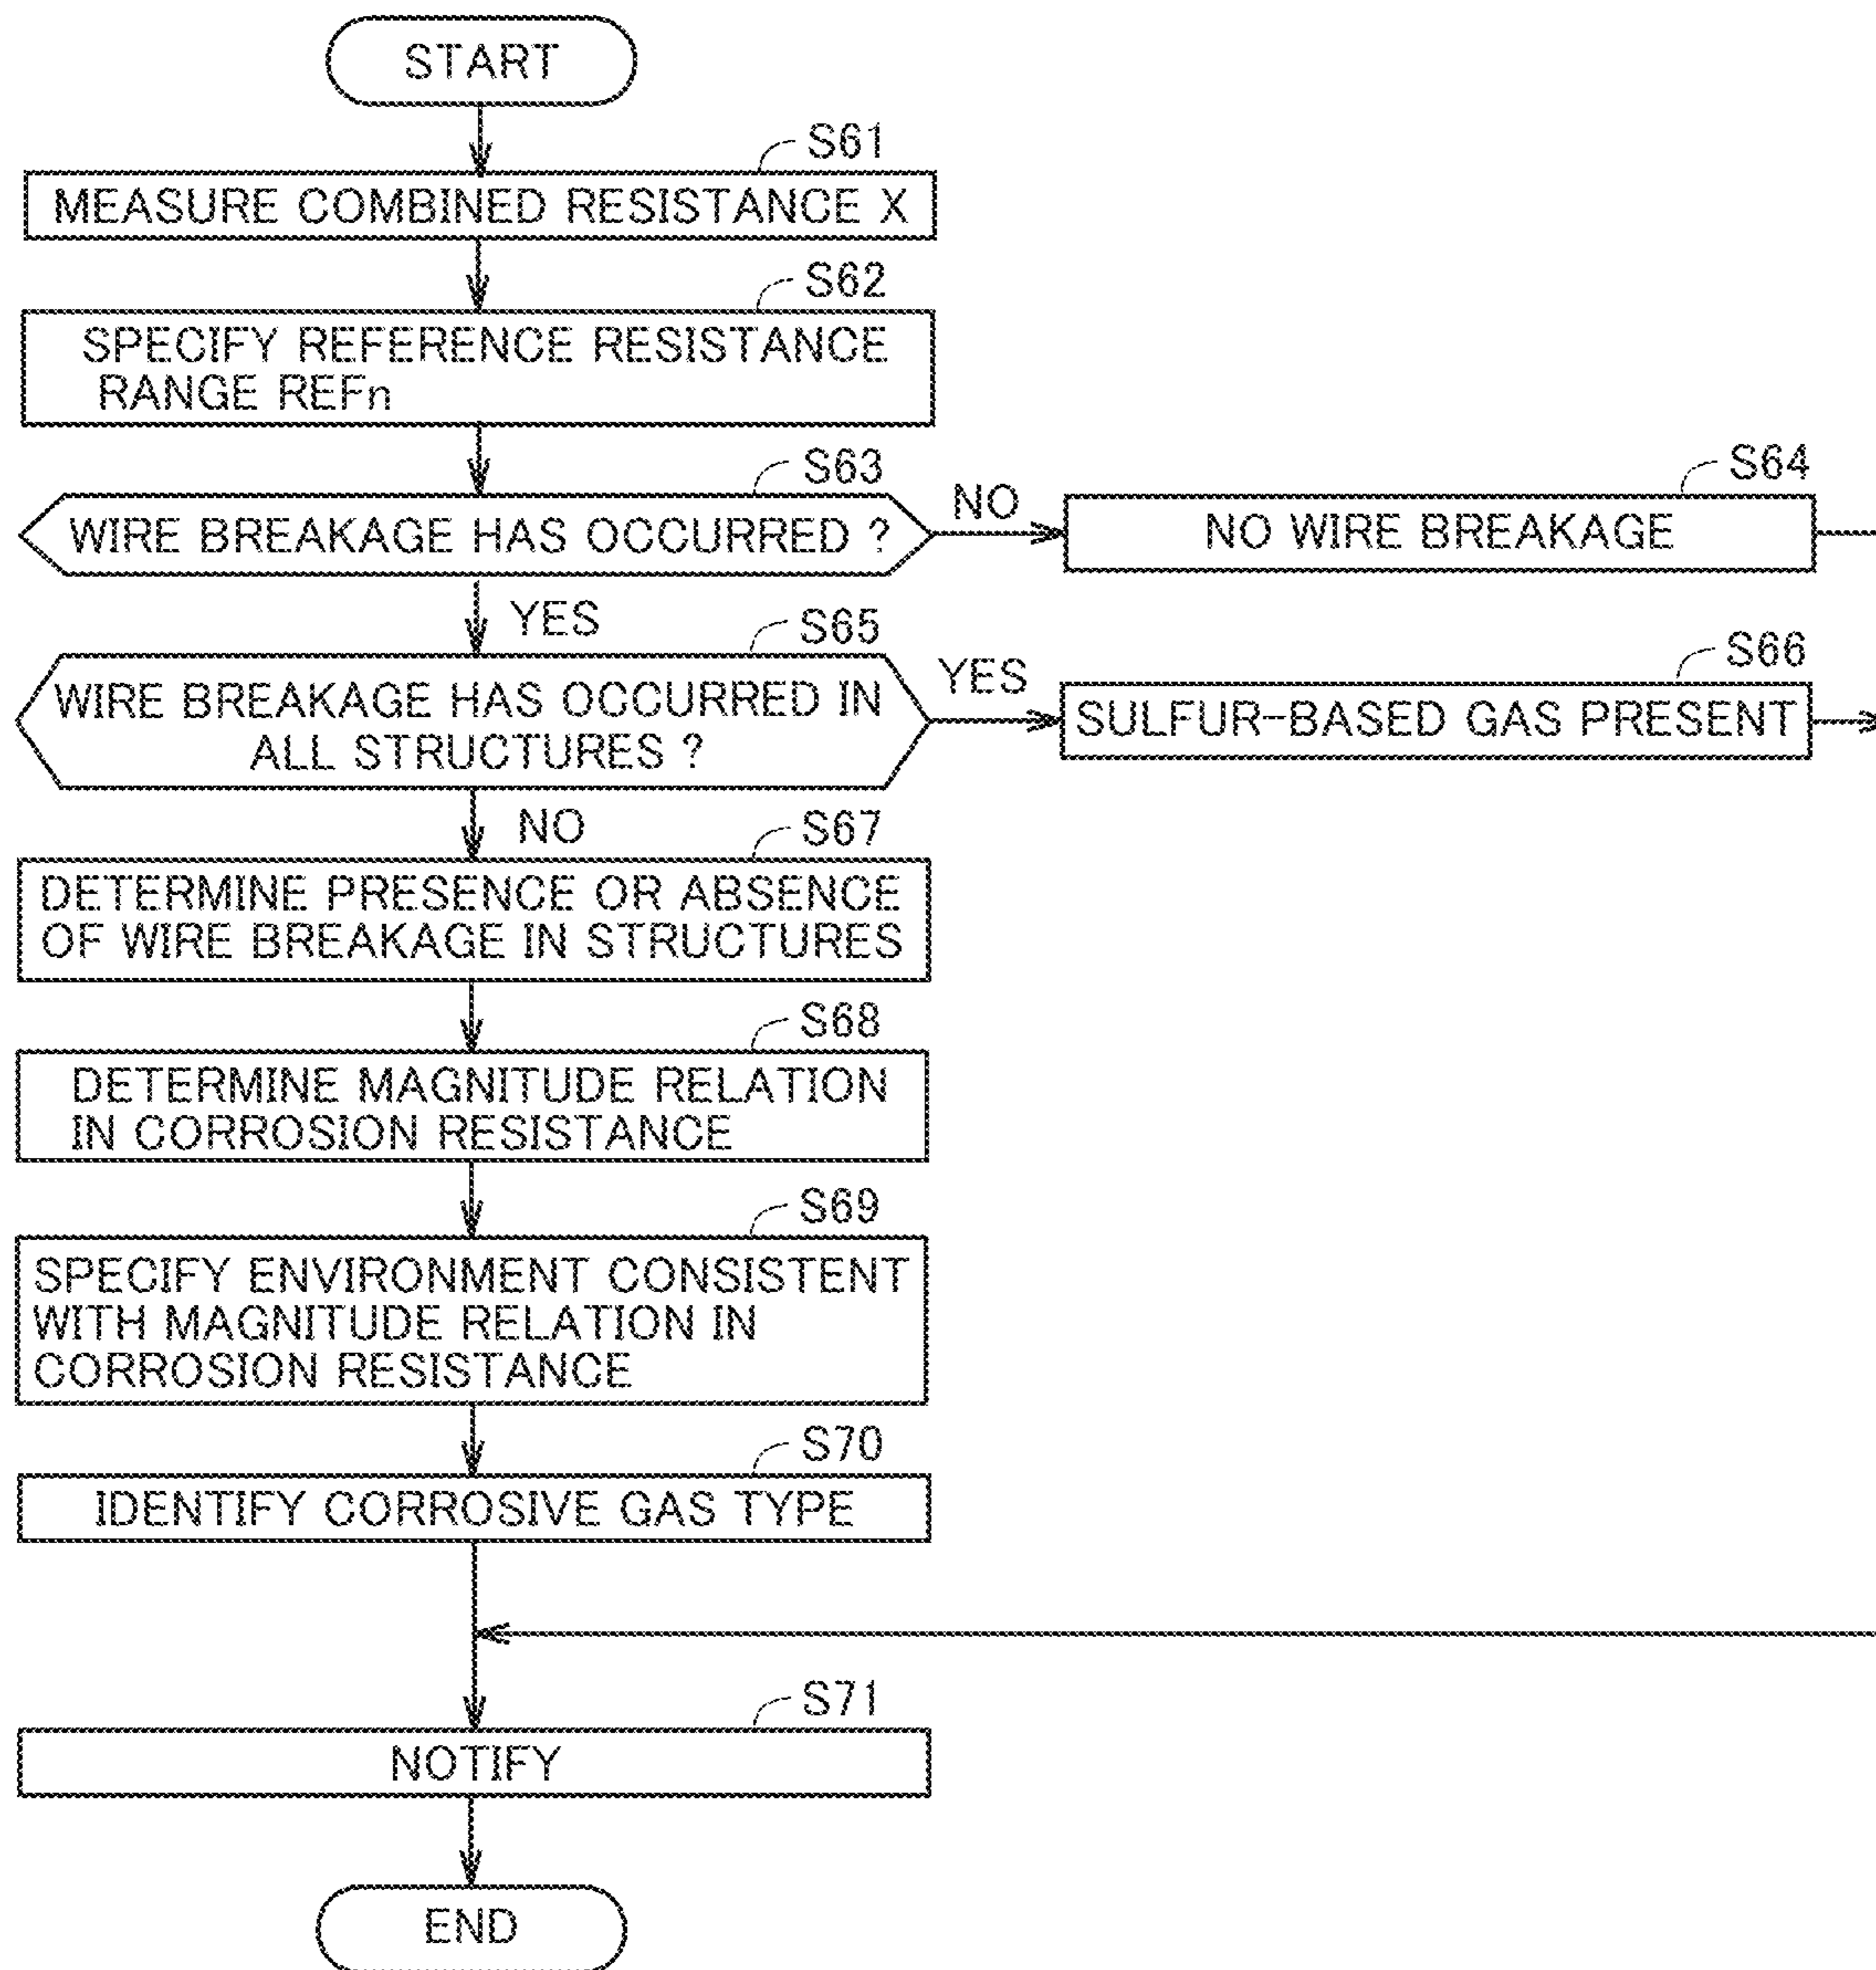 START
S61
MEASURE COMBINED RESISTANCE X
S62
SPECIFY REFERENCE RESISTANCE
RANGE REFn
S63
WIRE BREAKAGE HAS OCCURRED ?
NO
S64
NO WIRE BREAKAGE
YES
S65
WIRE BREAKAGE HAS OCCURRED IN
ALL STRUCTURES ?
YES
S66
SULFUR-BASED GAS PRESENT
NO
S67
DETERMINE PRESENCE OR ABSENCE
OF WIRE BREAKAGE IN STRUCTURES
S68
DETERMINE MAGNITUDE RELATION
IN CORROSION RESISTANCE
S69
SPECIFY ENVIRONMENT CONSISTENT
WITH MAGNITUDE RELATION IN
CORROSION RESISTANCE
S70
IDENTIFY CORROSIVE GAS TYPE
S71
NOTIFY
END